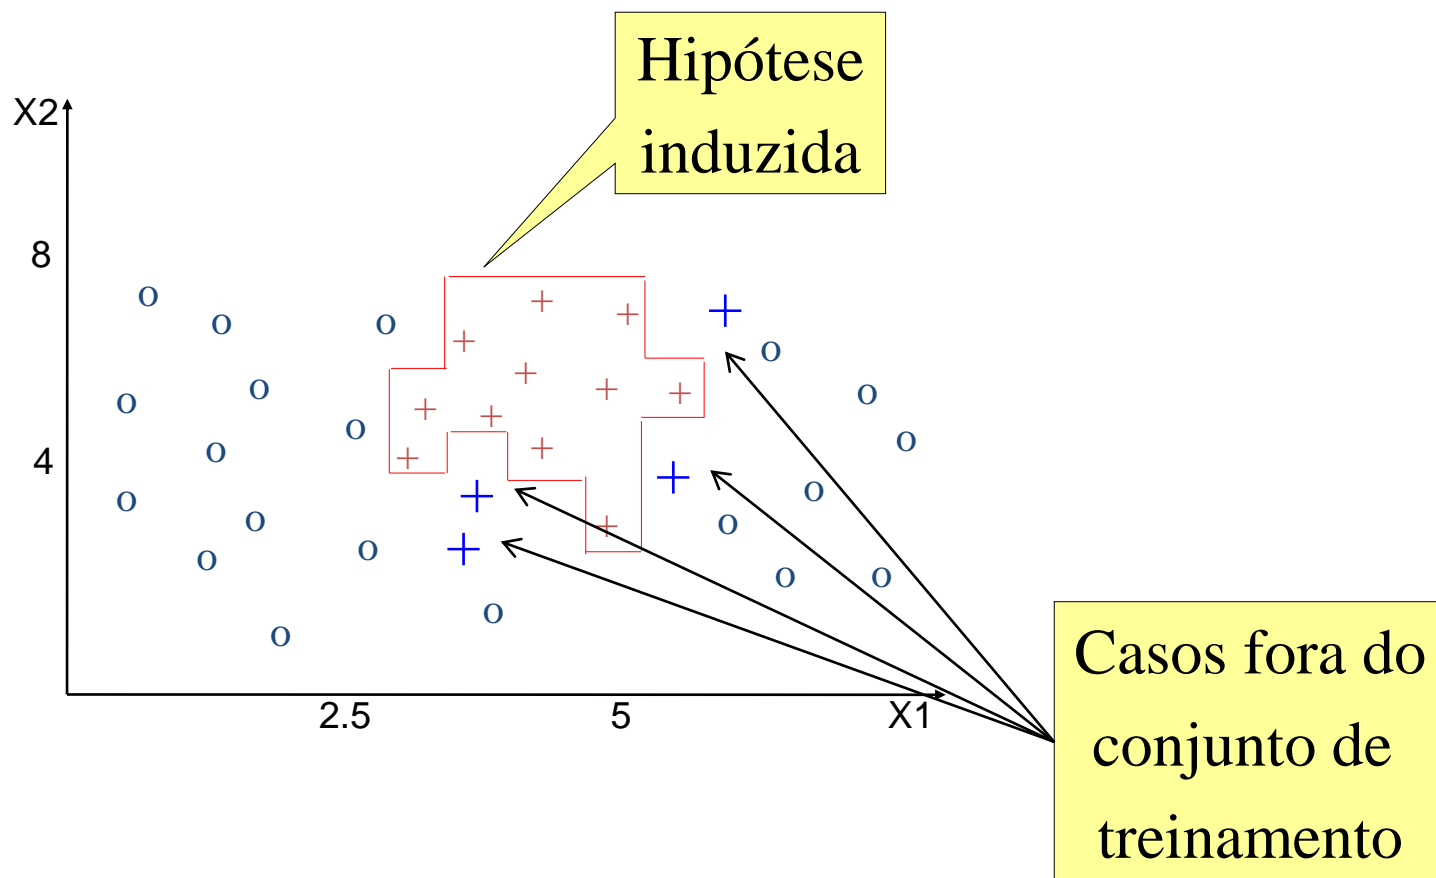 Hipótese
induzida
X2
8
4
2.5 5 X1
Casos fora do
conjunto de
treinamento